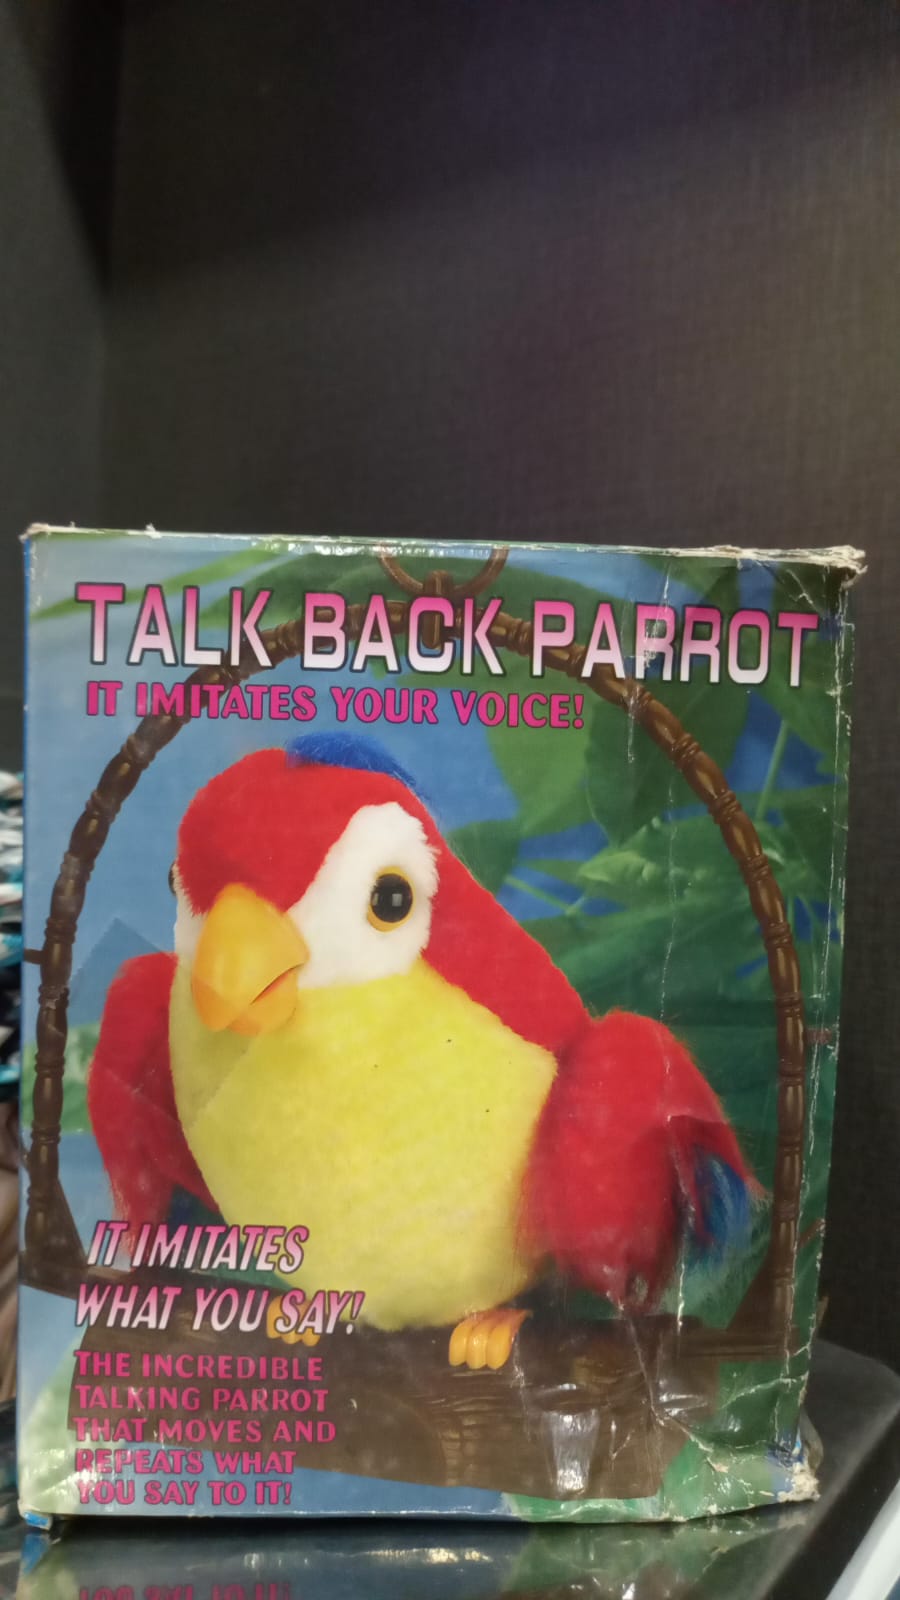 TALK BACK PARROT
IT IMITATES YOUR VOICE!
IT IMITATES
WHAT YOU SAY!
THE INCREDIBLE
TALKING PARROT
THAT MOVES AND
REPEATS WHAT
YOU SAY TO IT!